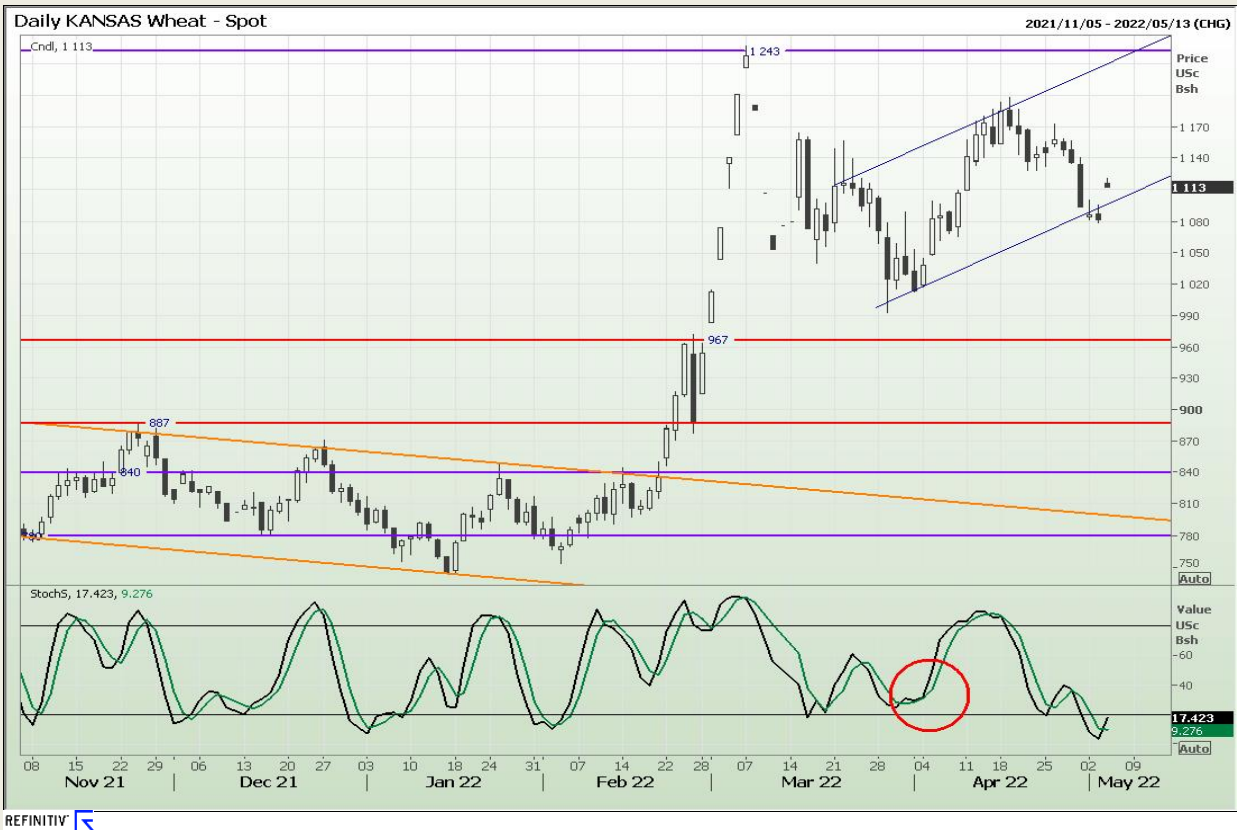 Daily KANSAS Wheat - Spot
2021/11/05 - 2022/05/13 (CHG)
Cndl, 1 113
Price
USc
Bsh
1 243
1 170
1 140
1 113
1 080
1 050
1 020
990
967
960
930
900
887
870
840
840
810
780
750
Auto
StochS, 17.423, 9.276
Value
USc
Bsh
60
40
17.423
9.276
Auto
08 15 22 29 06 13 20 27 03 10 18 24 31 07 14 22 28 07 14 21 28 04 11 18 25 02 09
Nov 21 Dec 21 Jan 22 Feb 22 Mar 22 Apr 22 May 22
REFINITIV